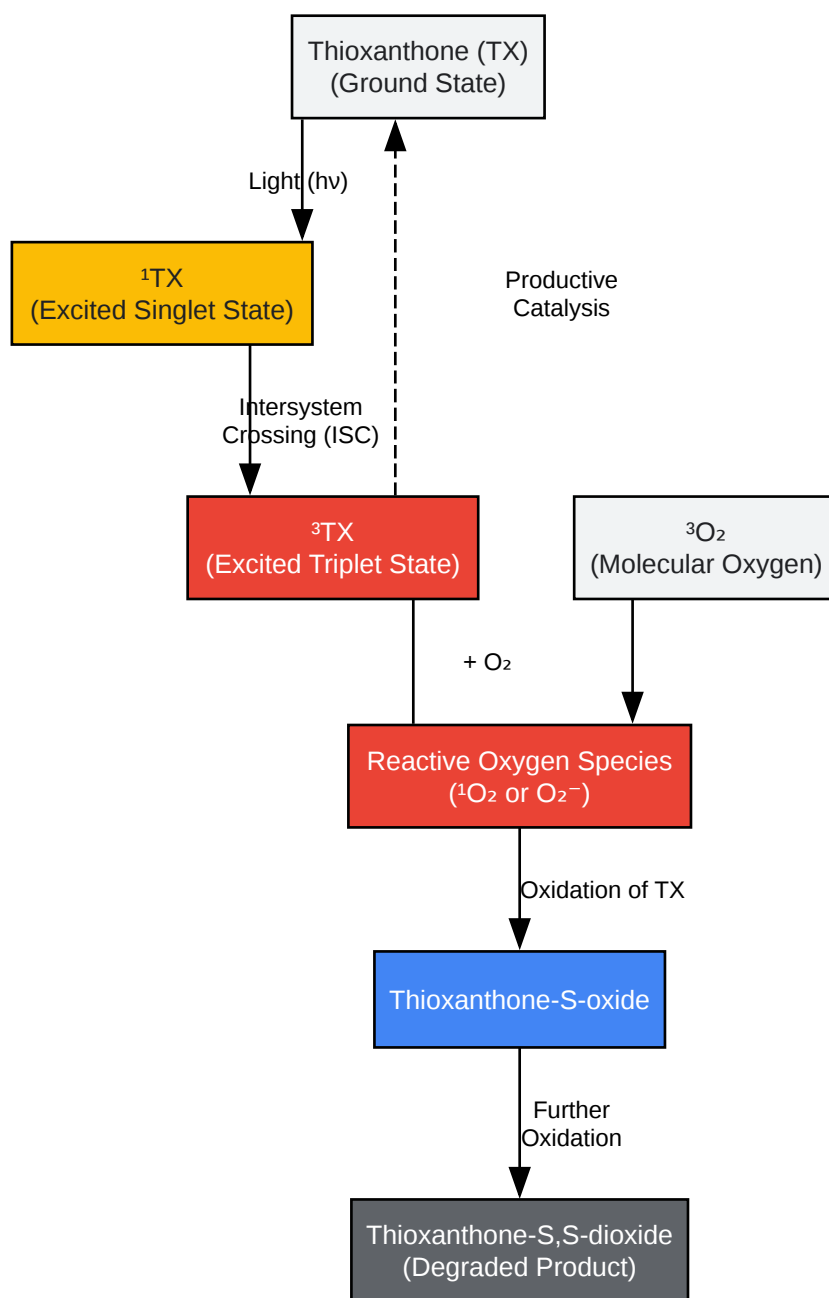 Thioxanthone (TX)
(Ground State)
Light (hν)
¹TX
(Excited Singlet State)
Productive
Catalysis
Intersystem
Crossing (ISC)
³TX
(Excited Triplet State)
³O₂
(Molecular Oxygen)
+ O₂
Reactive Oxygen Species
(¹O₂ or O₂⁻)
Oxidation of TX
Thioxanthone-S-oxide
Further
Oxidation
Thioxanthone-S,S-dioxide
(Degraded Product)